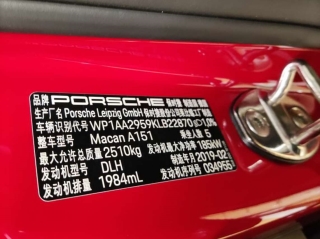 品牌 PORSCHE 保时捷
生产厂名 Porsche Leipzig GmbH
车辆识别代号 WP1AA2959KLB22870
整车型号 Macan A151 乘坐人数 5
最大允许总质量 2510kg 发动机最大净功率 185kW
发动机型号 DLH 制造年月 2019-02
发动机排量 1984mL 034955